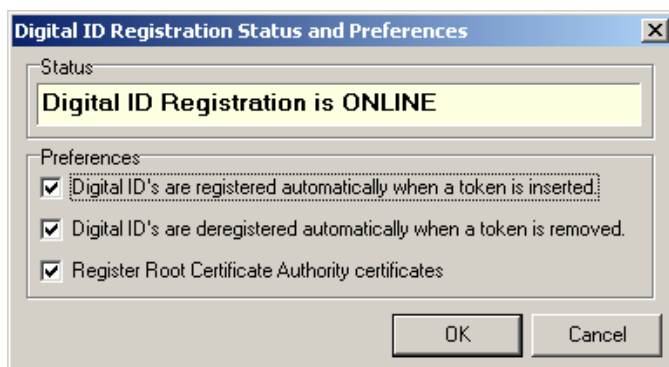 Digital ID Registration Status and Preferences
Status
Digital ID Registration is ONLINE
Preferences
Digital ID's are registered automatically when a token is inserted.
Digital ID's are deregistered automatically when a token is removed.
Register Root Certificate Authority certificates
OK Cancel